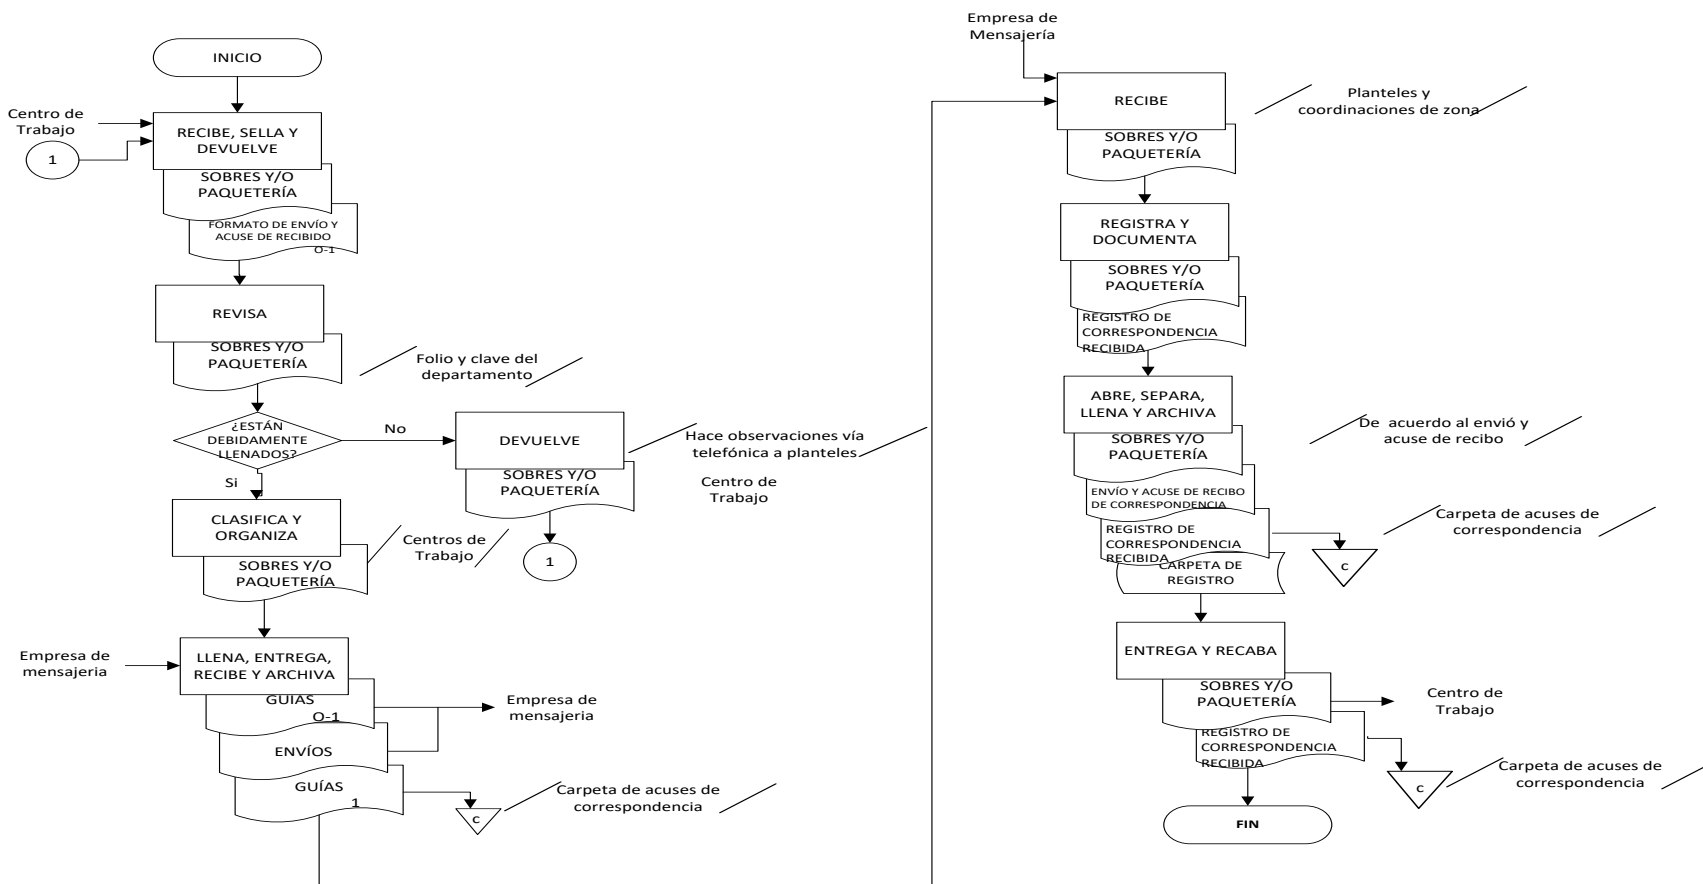 INICIO
Centro de
Trabajo
1
RECIBE, SELLA Y
DEVUELVE
SOBRES Y/O
PAQUETERÍA
FORMATO DE ENVÍO Y
ACUSE DE RECIBIDO
O-1
REVISA
SOBRES Y/O
PAQUETERÍA
Folio y clave del
departamento
¿ESTÁN
DEBIDAMENTE
LLENADOS?
No
Si
DEVUELVE
SOBRES Y/O
PAQUETERÍA
Hace observaciones vía
telefónica a planteles
Centro de
Trabajo
1
CLASIFICA Y
ORGANIZA
SOBRES Y/O
PAQUETERÍA
Centros de
Trabajo
Empresa de
mensajeria
LLENA, ENTREGA,
RECIBE Y ARCHIVA
GUIAS
O-1
Empresa de
mensajeria
ENVÍOS
GUÍAS
1
c
Carpeta de acuses de
correspondencia
Empresa de
Mensajería
RECIBE
SOBRES Y/O
PAQUETERÍA
Planteles y
coordinaciones de zona
REGISTRA Y
DOCUMENTA
SOBRES Y/O
PAQUETERÍA
REGISTRO DE
CORRESPONDENCIA
RECIBIDA
ABRE, SEPARA,
LLENA Y ARCHIVA
SOBRES Y/O
PAQUETERÍA
De  acuerdo al envió y
acuse de recibo
ENVÍO Y ACUSE DE RECIBO
DE CORRESPONDENCIA
REGISTRO DE
CORRESPONDENCIA
RECIBIDA
CARPETA DE
REGISTRO
c
Carpeta de acuses de
correspondencia
ENTREGA Y RECABA
SOBRES Y/O
PAQUETERÍA
Centro de
Trabajo
REGISTRO DE
CORRESPONDENCIA
RECIBIDA
c
Carpeta de acuses de
correspondencia
FIN